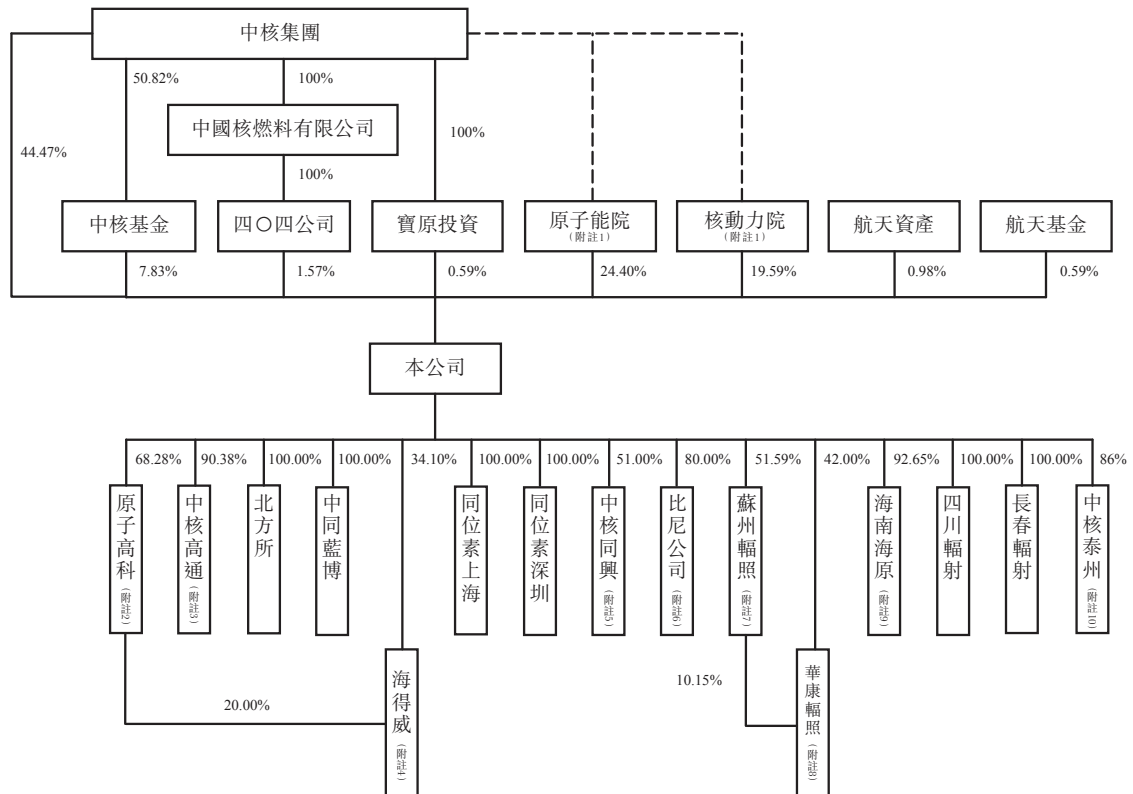 中核集團
50.82%
100%
中國核燃料有限公司
44.47%
100%
100%
中核基金
四〇四公司
寶原投資
原子能院
(附註1)
核動力院
(附註1)
航天資產
航天基金
7.83%
1.57%
0.59%
24.40%
19.59%
0.98%
0.59%
本公司
68.28%
90.38%
100.00%
100.00%
34.10%
100.00%
100.00%
51.00%
80.00%
51.59%
42.00%
92.65%
100.00%
100.00%
86%
原子高科(附註2)
中核高通(附註3)
北方所
中同藍博
同位素上海
同位素深圳
中核同興(附註5)
比尼公司(附註6)
蘇州輻照(附註7)
海南海原(附註9)
四川輻射
長春輻射
中核泰州(附註10)
20.00%
海得威(附註4)
10.15%
華康輻照(附註8)